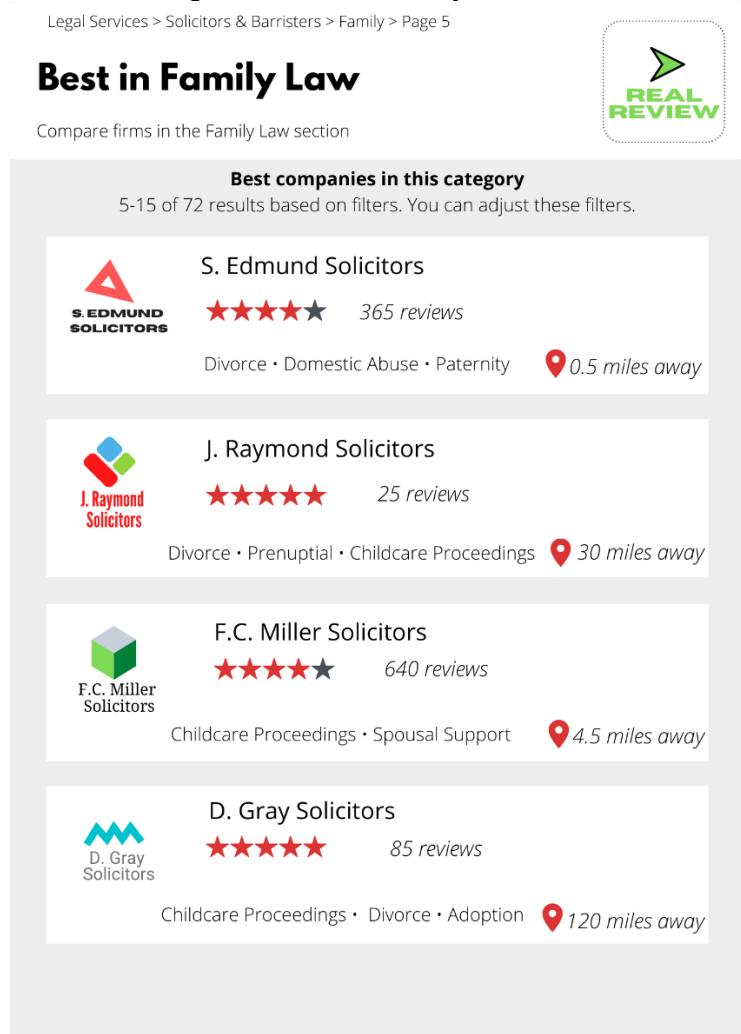 Legal Services > Solicitors & Barristers > Family > Page 5
Best in Family Law
REAL
REVIEW
Compare firms in the Family Law section
Best companies in this category
5-15 of 72 results based on filters. You can adjust these filters.
S. Edmund Solicitors
S.EDMUND
SOLICITORS
365 reviews
Divorce • Domestic Abuse • Paternity
0.5 miles away
J. Raymond Solicitors
J. Raymond
Solicitors
25 reviews
Divorce • Prenuptial • Childcare Proceedings
30 miles away
F.C. Miller Solicitors
F.C. Miller
Solicitors
640 reviews
Childcare Proceedings • Spousal Support
4.5 miles away
D. Gray Solicitors
D. Gray
Solicitors
85 reviews
Childcare Proceedings • Divorce • Adoption
120 miles away